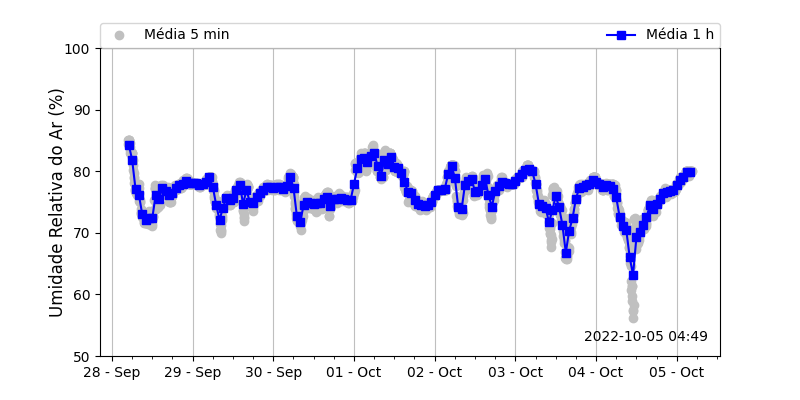 Média 5 min
Média 1 h
Umidade Relativa do Ar (%)
100
90
80
70
60
50
2022-10-05 04:49
28 - Sep
29 - Sep
30 - Sep
01 - Oct
02 - Oct
03 - Oct
04 - Oct
05 - Oct